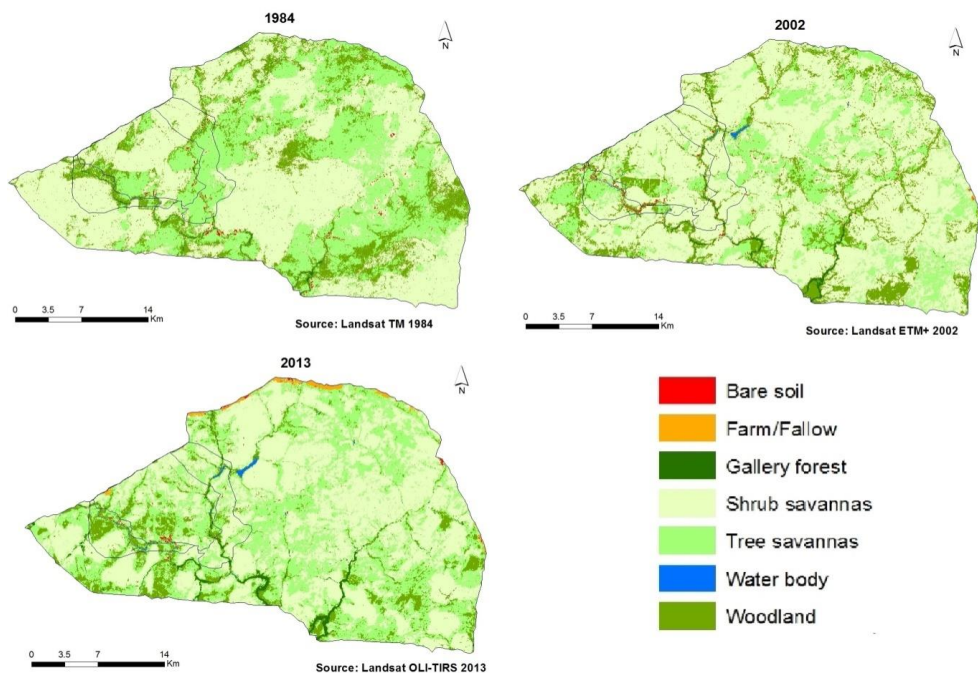 1984
N
0 3.5 7 14
Km
Source: Landsat TM 1984
2002
N
0 3.5 7 14
Km
Source: Landsat ETM+ 2002
2013
N
0 3.5 7 14
Km
Source: Landsat OLI-TIRS 2013
Bare soil
Farm/Fallow
Gallery forest
Shrub savannas
Tree savannas
Water body
Woodland